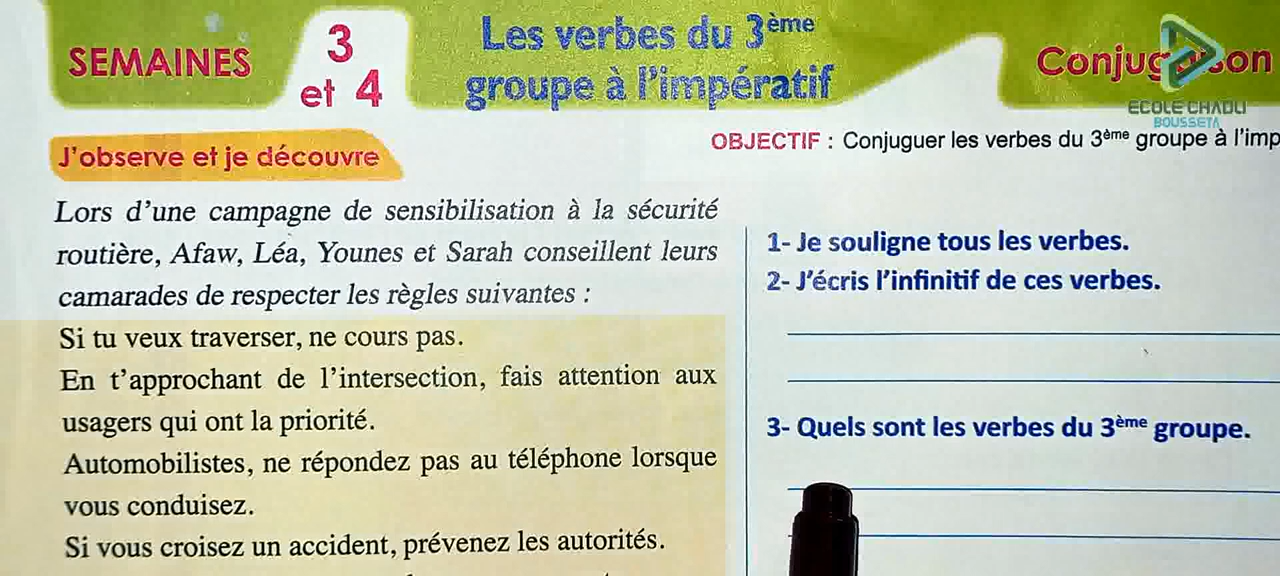 SEMAINES
3
et 4
Les verbes du 3ème
groupe à l'impératif
ECOLE CHADLI
BOUSSETA
OBJECTIF : Conjuguer les verbes du 3ème groupe à l'imp
J'observe et je découvre
Lors d'une campagne de sensibilisation à la sécurité
routière, Afaw, Léa, Younes et Sarah conseillent leurs
camarades de respecter les règles suivantes :
Si tu veux traverser, ne cours pas.
En t'approchant de l'intersection, fais attention aux
usagers qui ont la priorité.
Automobilistes, ne répondez pas au téléphone lorsque
vous conduisez.
Si vous croisez un accident, prévenez les autorités.
1- Je souligne tous les verbes.
2- J'écris l'infinitif de ces verbes.
3- Quels sont les verbes du 3ème groupe.